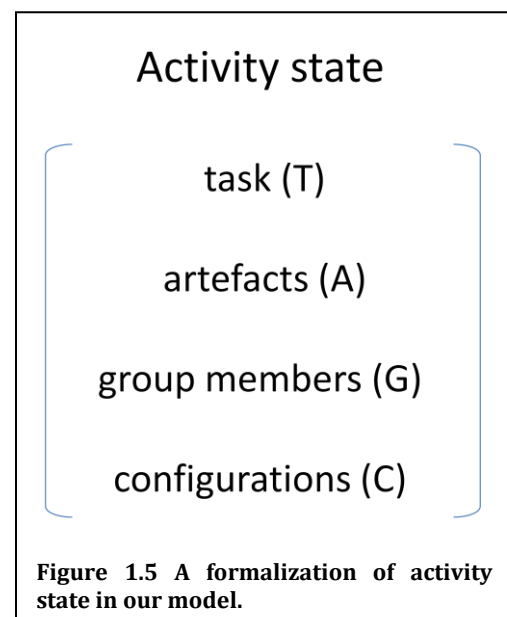 Activity state
task (T)
artefacts (A)
group members (G)
configurations (C)
Figure 1.5 A formalization of activity
state in our model.